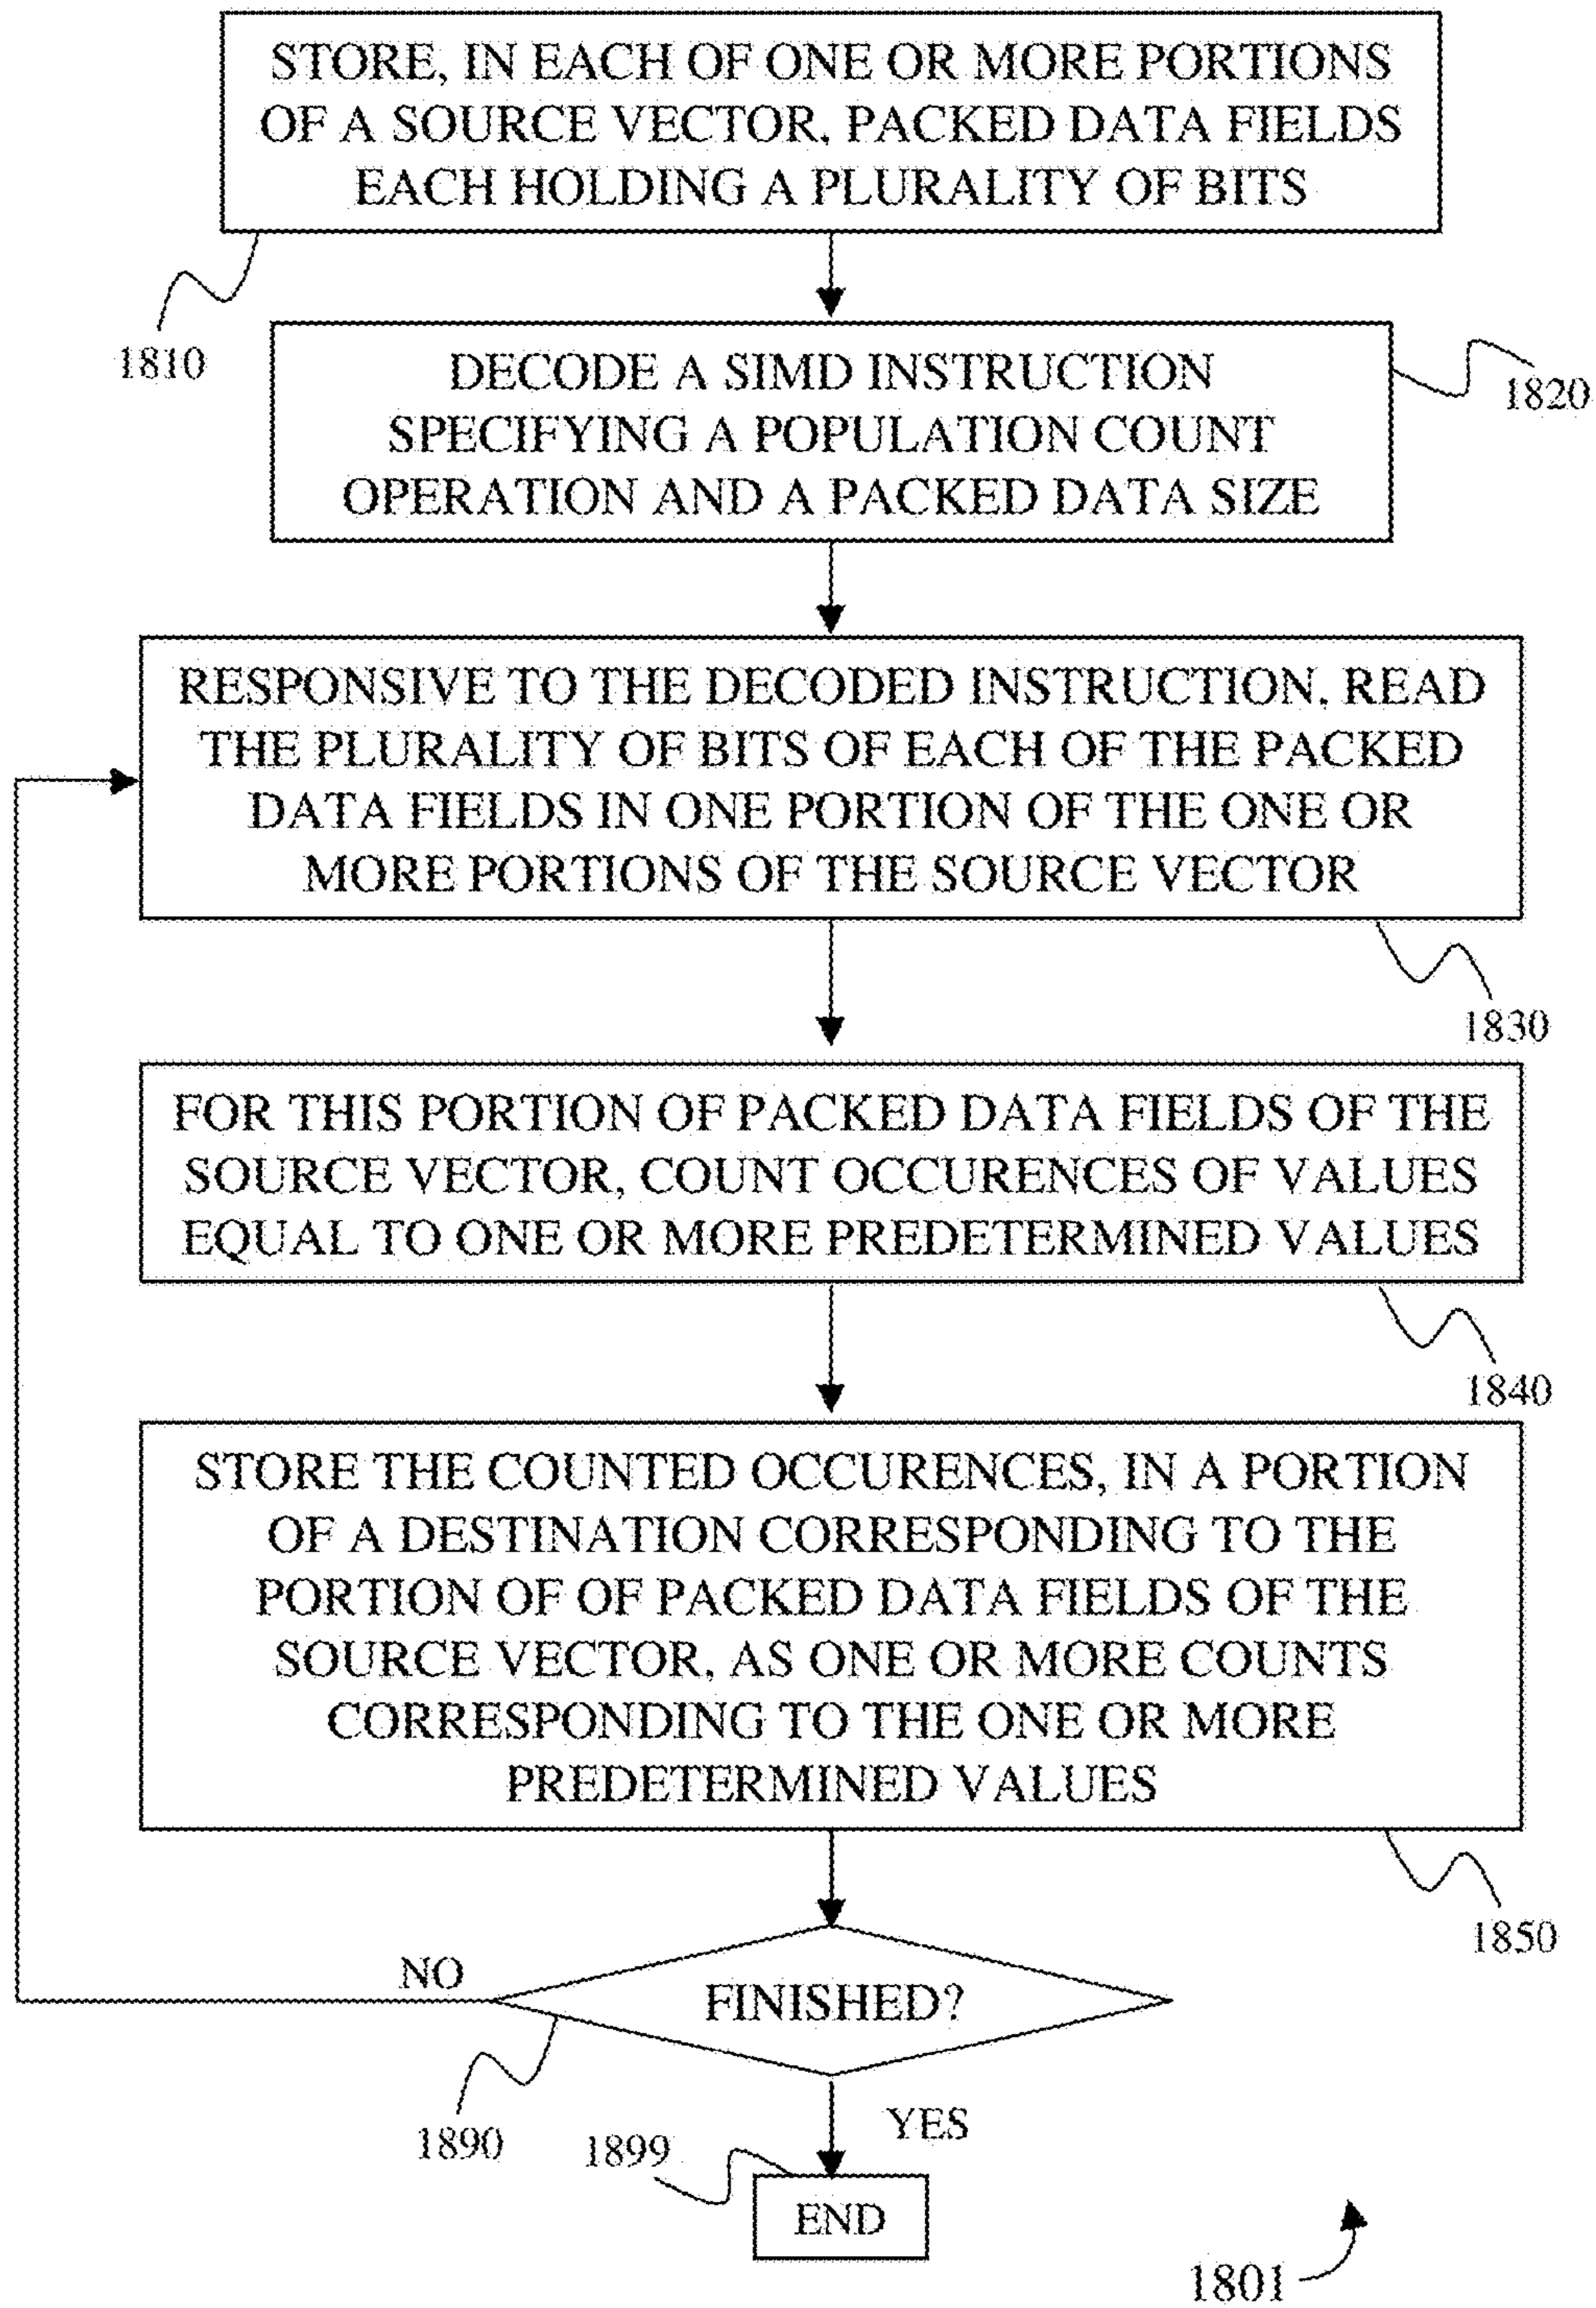 STORE, IN EACH OF ONE OR MORE PORTIONS
OF A SOURCE VECTOR, PACKED DATA FIELDS
EACH HOLDING A PLURALITY OF BITS
1810
DECODE A SIMD INSTRUCTION
SPECIFYING A POPULATION COUNT
OPERATION AND A PACKED DATA SIZE
1820
RESPONSIVE TO THE DECODED INSTRUCTION, READ
THE PLURALITY OF BITS OF EACH OF THE PACKED
DATA FIELDS IN ONE PORTION OF THE ONE OR
MORE PORTIONS OF THE SOURCE VECTOR
1830
FOR THIS PORTION OF PACKED DATA FIELDS OF THE
SOURCE VECTOR, COUNT OCCURENCES OF VALUES
EQUAL TO ONE OR MORE PREDETERMINED VALUES
1840
STORE THE COUNTED OCCURENCES, IN A PORTION
OF A DESTINATION CORRESPONDING TO THE
PORTION OF OF PACKED DATA FIELDS OF THE
SOURCE VECTOR, AS ONE OR MORE COUNTS
CORRESPONDING TO THE ONE OR MORE
PREDETERMINED VALUES
1850
NO
FINISHED?
1890
YES
1899
END
1801